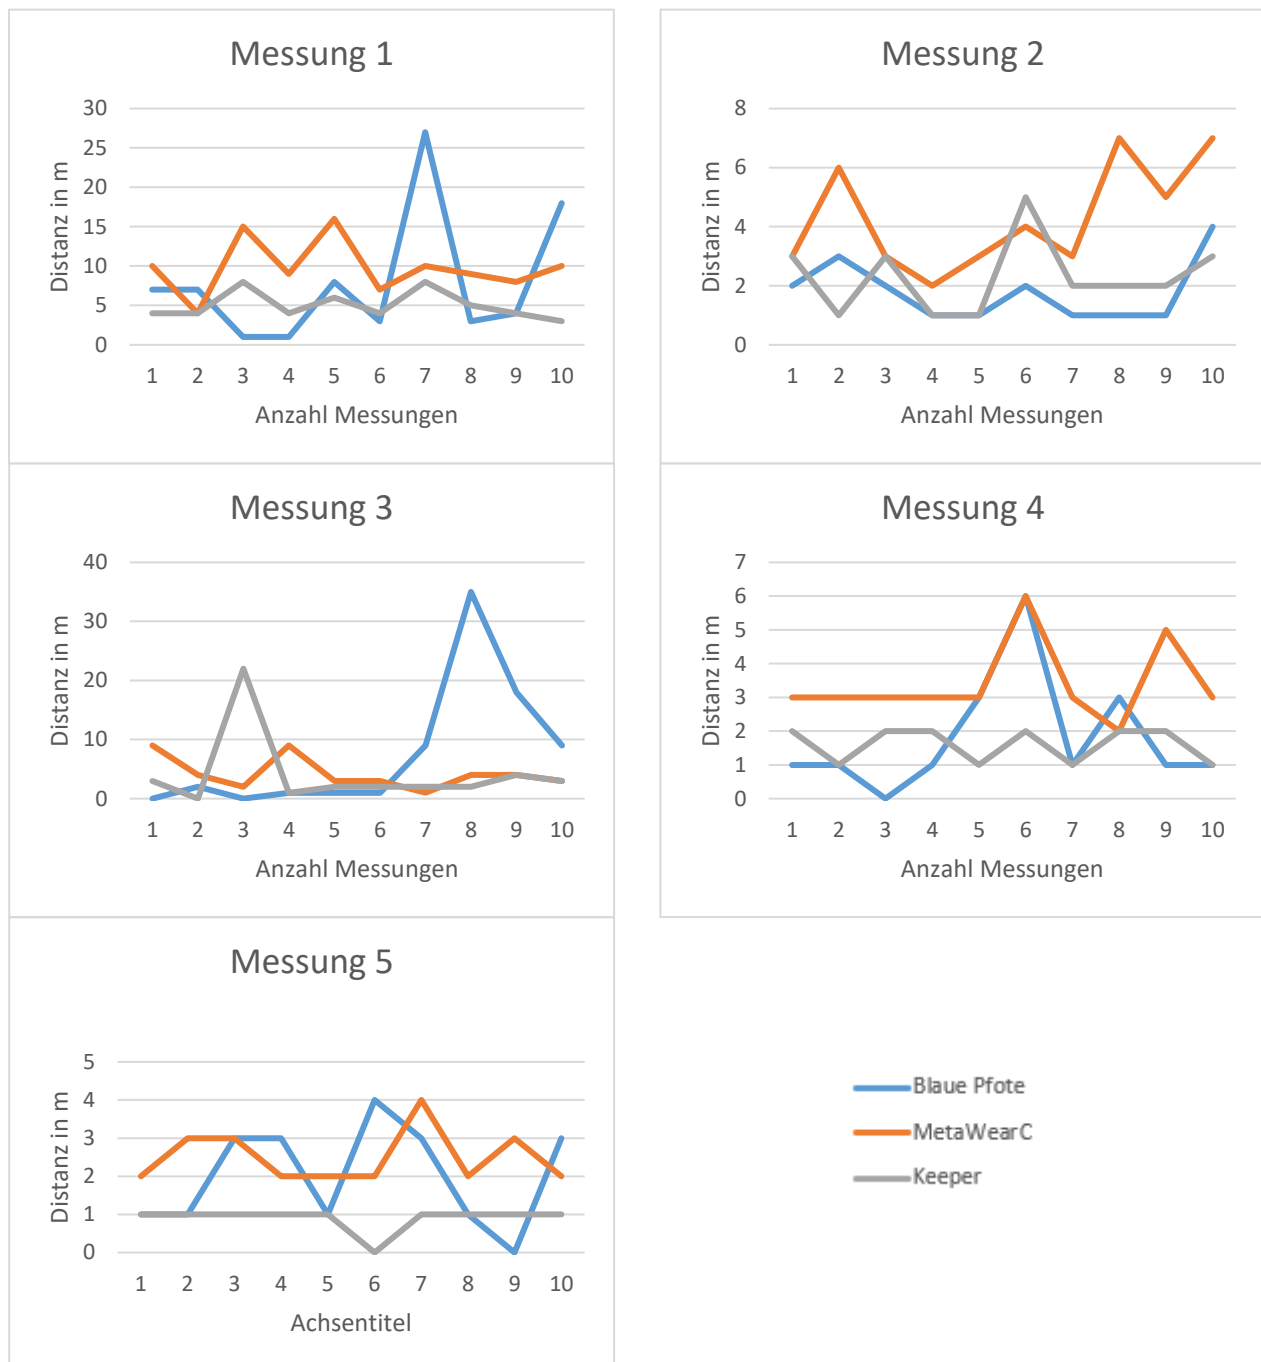 Messung 1
30
25
20
15
10
5
0
Distanz in m
1 2 3 4 5 6 7 8 9 10
Anzahl Messungen
Messung 2
8
6
4
2
0
Distanz in m
1 2 3 4 5 6 7 8 9 10
Anzahl Messungen
Messung 3
40
30
20
10
0
Distanz in m
1 2 3 4 5 6 7 8 9 10
Anzahl Messungen
Messung 4
7
6
5
4
3
2
1
0
Distanz in m
1 2 3 4 5 6 7 8 9 10
Anzahl Messungen
Messung 5
5
4
3
2
1
0
Distanz in m
1 2 3 4 5 6 7 8 9 10
Achsentitel
Blaue Pfote
MetaWearC
Keeper